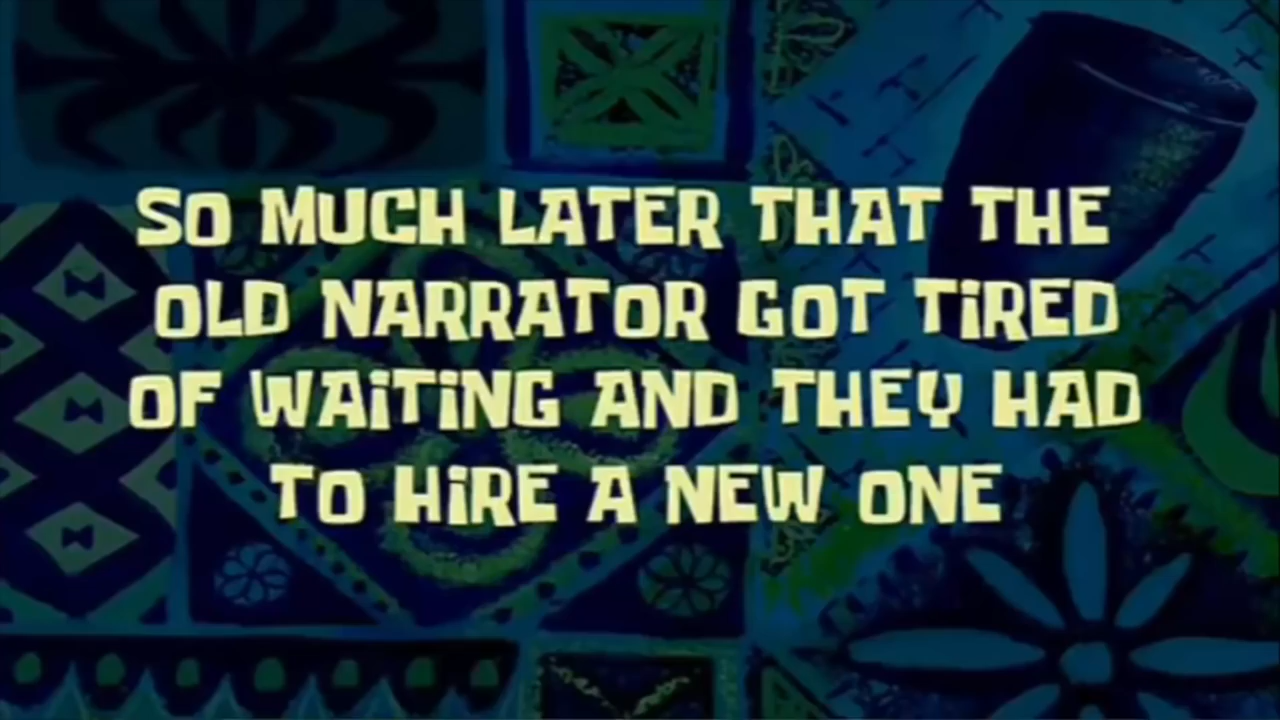 SO MUCH LATER THAT THE
OLD NARRATOR GOT TiRED
OF WAiTiNG AND THEY HAD
TO HiRE A NEW ONE